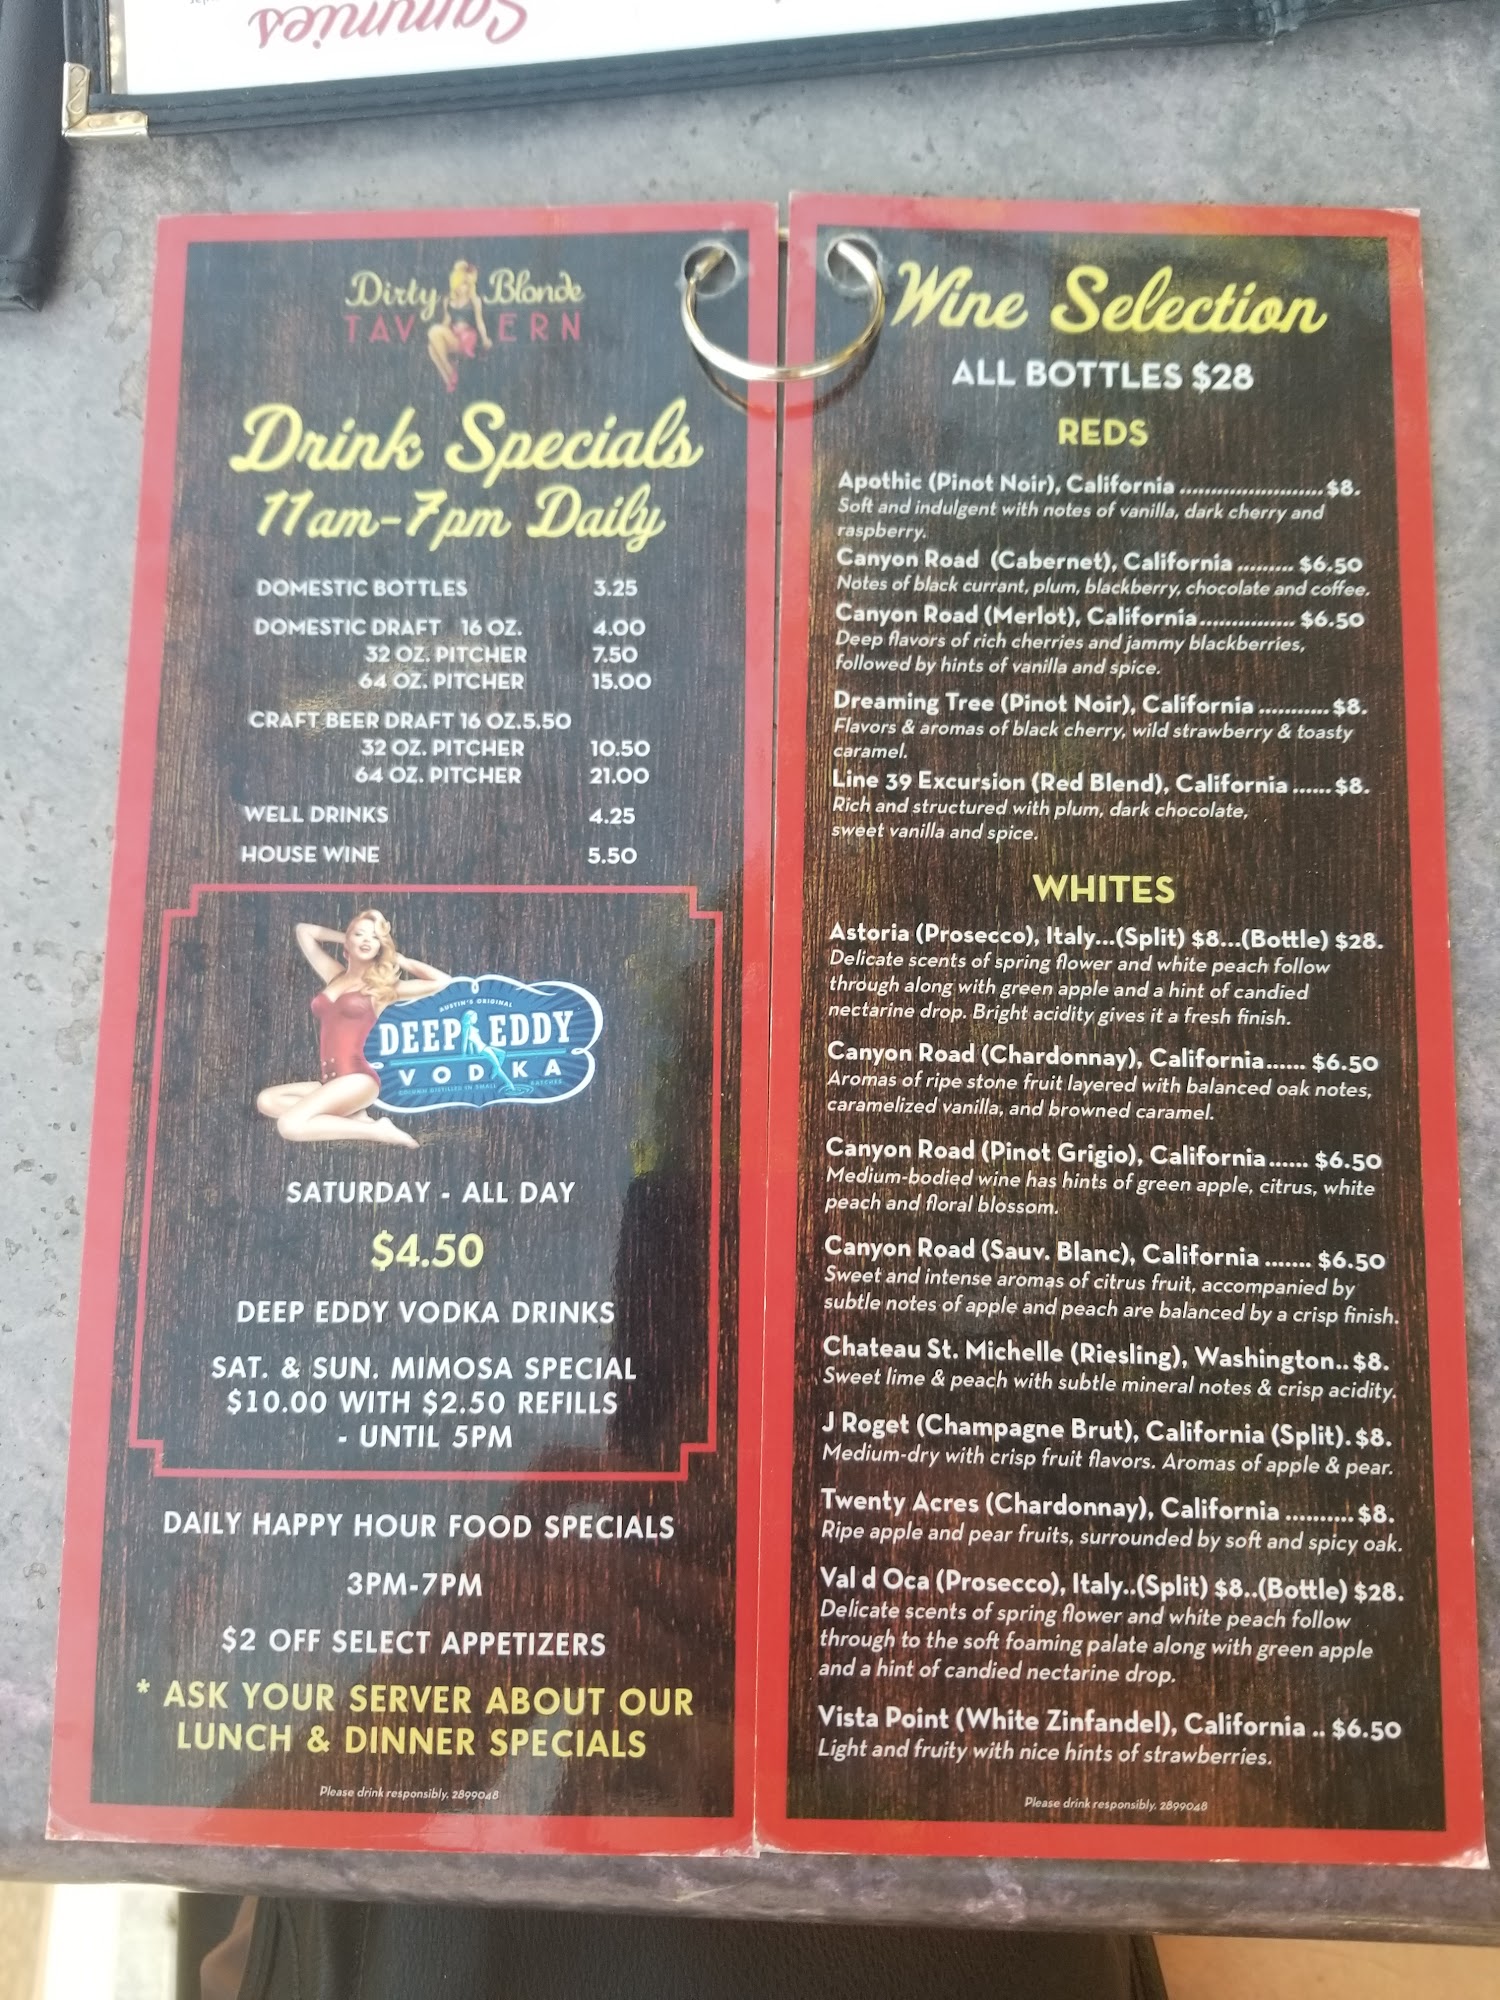 Sammies
Dirty Blonde
TAVERN
Drink Specials
11am-7pm Daily
DOMESTIC BOTTLES 3.25
DOMESTIC DRAFT 16 OZ. 4.00
32 OZ. PITCHER 7.50
64 OZ. PITCHER 15.00
CRAFT BEER DRAFT 16 OZ.5.50
32 OZ. PITCHER 10.50
64 OZ. PITCHER 21.00
WELL DRINKS 4.25
HOUSE WINE 5.50
AUSTIN'S ORIGINAL
DEEP EDDY
VODKA
COLUMN DISTILLED IN SMALL BATCHES
SATURDAY - ALL DAY
$4.50
DEEP EDDY VODKA DRINKS
SAT. & SUN. MIMOSA SPECIAL
$10.00 WITH $2.50 REFILLS
- UNTIL 5PM
DAILY HAPPY HOUR FOOD SPECIALS
3PM-7PM
$2 OFF SELECT APPETIZERS
* ASK YOUR SERVER ABOUT OUR
LUNCH & DINNER SPECIALS
Please drink responsibly. 2899048
Wine Selection
ALL BOTTLES $28
REDS
Apothic (Pinot Noir), California ....................... $8.
Soft and indulgent with notes of vanilla, dark cherry and
raspberry.
Canyon Road (Cabernet), California ......... $6.50
Notes of black currant, plum, blackberry, chocolate and coffee.
Canyon Road (Merlot), California............... $6.50
Deep flavors of rich cherries and jammy blackberries,
followed by hints of vanilla and spice.
Dreaming Tree (Pinot Noir), California ........... $8.
Flavors & aromas of black cherry, wild strawberry & toasty
caramel.
Line 39 Excursion (Red Blend), California ...... $8.
Rich and structured with plum, dark chocolate,
sweet vanilla and spice.
WHITES
Astoria (Prosecco), Italy...(Split) $8...(Bottle) $28.
Delicate scents of spring flower and white peach follow
through along with green apple and a hint of candied
nectarine drop. Bright acidity gives it a fresh finish.
Canyon Road (Chardonnay), California...... $6.50
Aromas of ripe stone fruit layered with balanced oak notes,
caramelized vanilla, and browned caramel.
Canyon Road (Pinot Grigio), California...... $6.50
Medium-bodied wine has hints of green apple, citrus, white
peach and floral blossom.
Canyon Road (Sauv. Blanc), California ....... $6.50
Sweet and intense aromas of citrus fruit, accompanied by
subtle notes of apple and peach are balanced by a crisp finish.
Chateau St. Michelle (Riesling), Washington.. $8.
Sweet lime & peach with subtle mineral notes & crisp acidity.
J Roget (Champagne Brut), California (Split). $8.
Medium-dry with crisp fruit flavors. Aromas of apple & pear.
Twenty Acres (Chardonnay), California ........... $8.
Ripe apple and pear fruits, surrounded by soft and spicy oak.
Val d Oca (Prosecco), Italy..(Split) $8..(Bottle) $28.
Delicate scents of spring flower and white peach follow
through to the soft foaming palate along with green apple
and a hint of candied nectarine drop.
Vista Point (White Zinfandel), California .. $6.50
Light and fruity with nice hints of strawberries.
Please drink responsibly. 2899048